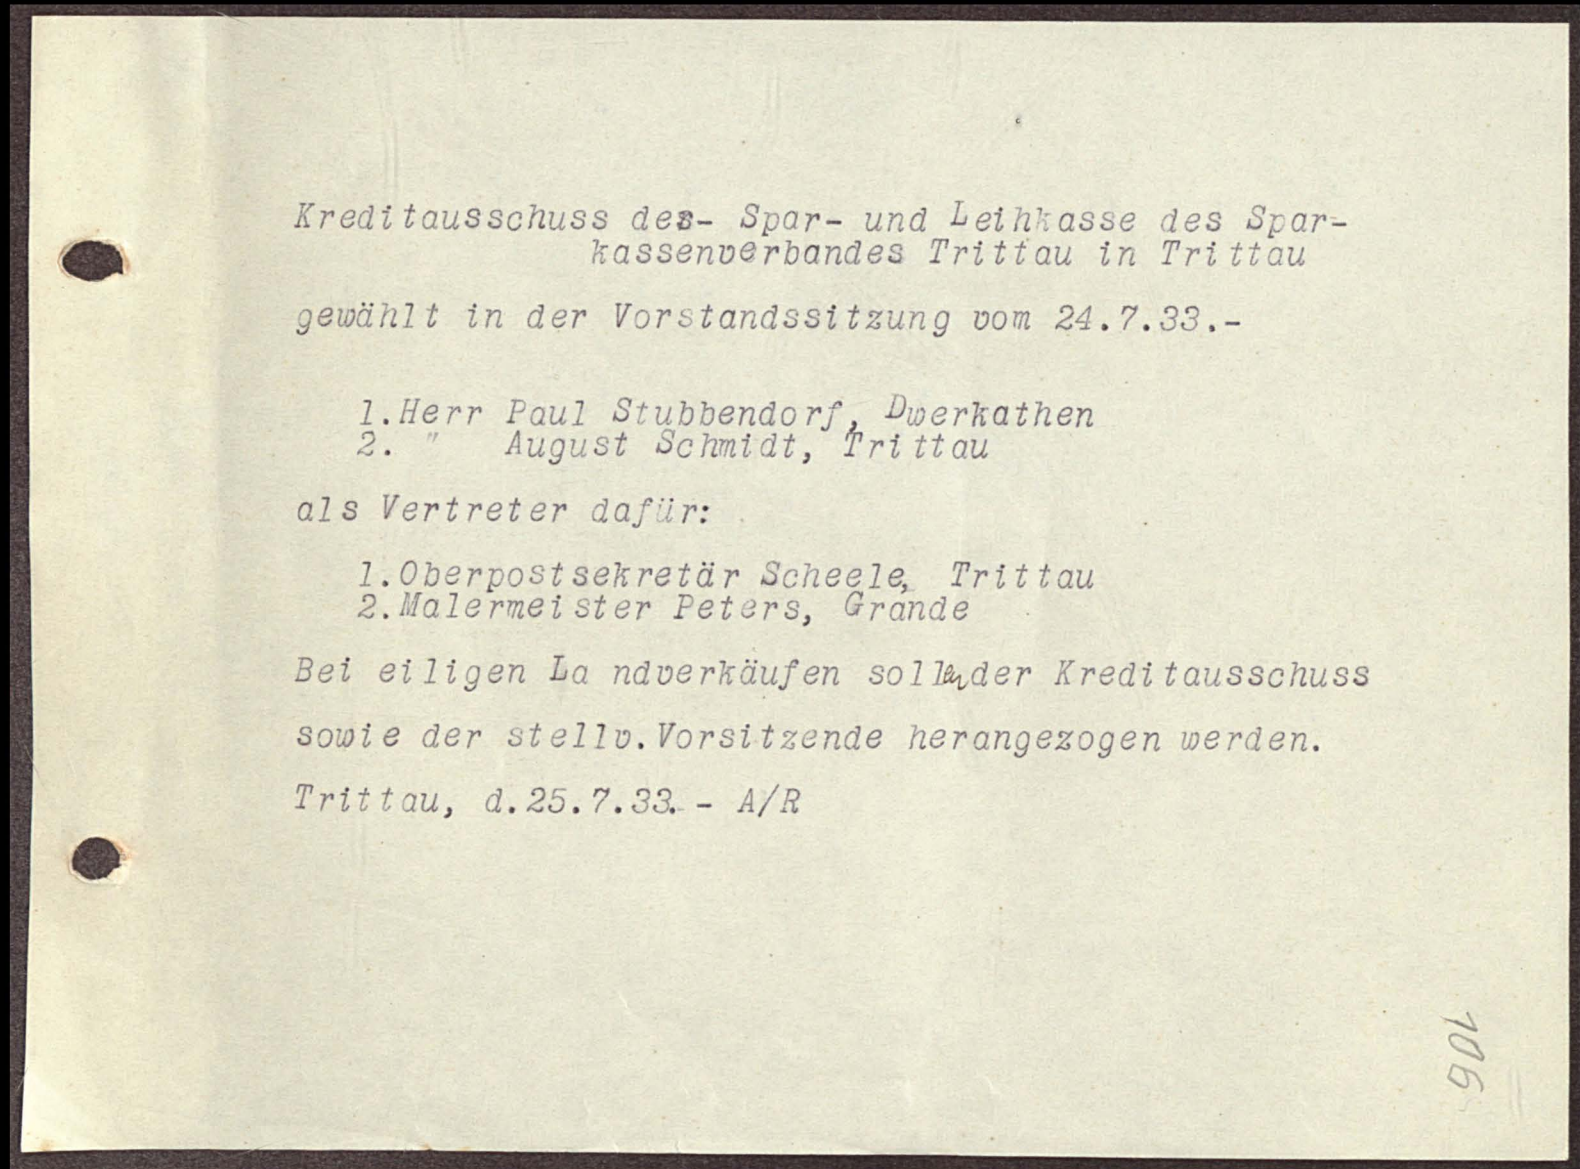 Kreditausschuss der- Spar- und Leihkasse des Spar-
kassenverbandes Trittau in Trittau
gewählt in der Vorstandssitzung vom 24.7.33.-
1.Herr Paul Stubbendorf, Dwerkathen
2. " August Schmidt, Trittau
als Vertreter dafür:
1.Oberpostsekretär Scheele, Trittau
2.Malermeister Peters, Grande
Bei eiligen La ndverkäufen sollen der Kreditausschuss
sowie der stellv.Vorsitzende herangezogen werden.
Trittau, d.25.7.33.- A/R
106